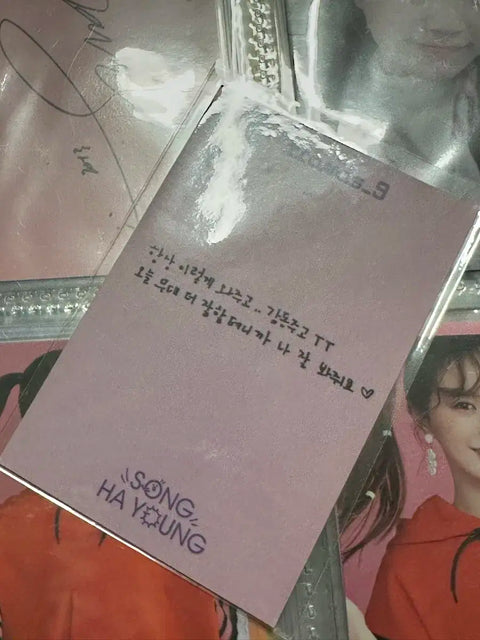 fromis_9
항상 이렇게 와주고.. 감동주고 TT
오늘 무대 더 잘할테니까 나 잘 봐줘요 ♡
SONG
HA YOUNG